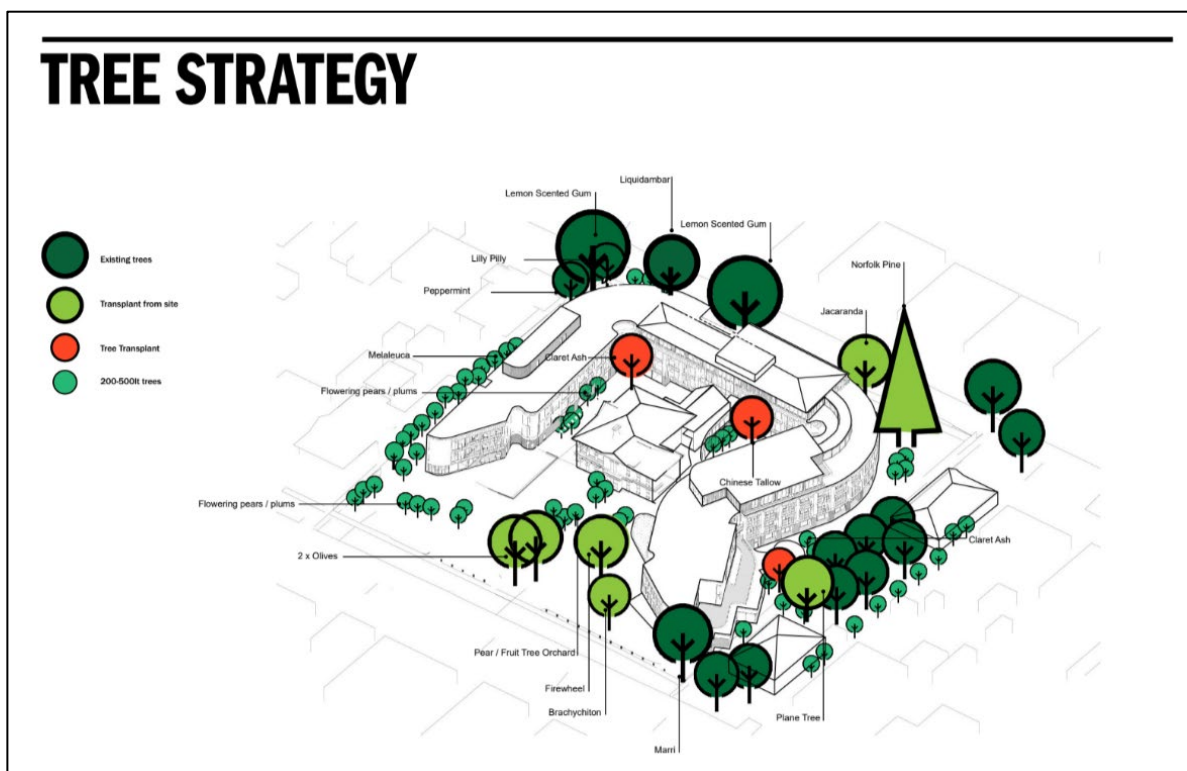 TREE STRATEGY
Existing trees
Transplant from site
Tree Transplant
200-500lt trees
Liquidambar
Lemon Scented Gum
Lemon Scented Gum
Lilly Pilly
Norfolk Pine
Peppermint
Jacaranda
Melaleuca
Claret Ash
Flowering pears / plums
Chinese Tallow
Flowering pears / plums
Claret Ash
2 x Olives
Pear / Fruit Tree Orchard
Firewheel
Brachychiton
Plane Tree
Marri